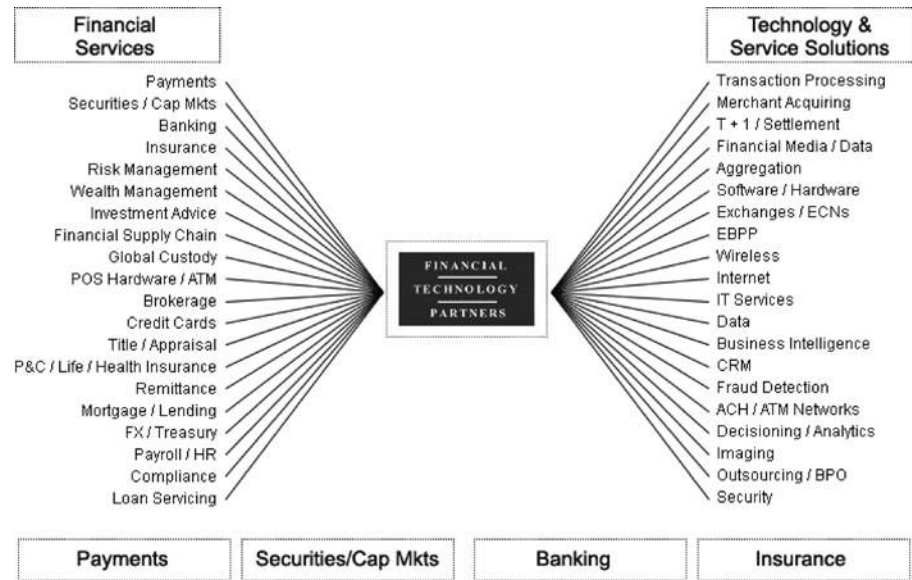 Financial
Services
Payments
Securities / Cap Mkts
Banking
Insurance
Risk Management
Wealth Management
Investment Advice
Financial Supply Chain
Global Custody
POS Hardware / ATM
Brokerage
Credit Cards
Title / Appraisal
P&C / Life / Health Insurance
Remittance
Mortgage / Lending
FX / Treasury
Payroll / HR
Compliance
Loan Servicing
FINANCIAL
TECHNOLOGY
PARTNERS
Technology &
Service Solutions
Transaction Processing
Merchant Acquiring
T + 1 / Settlement
Financial Media / Data
Aggregation
Software / Hardware
Exchanges / ECNs
EBPP
Wireless
Internet
IT Services
Data
Business Intelligence
CRM
Fraud Detection
ACH / ATM Networks
Decisioning / Analytics
Imaging
Outsourcing / BPO
Security
Payments
Securities/Cap Mkts
Banking
Insurance